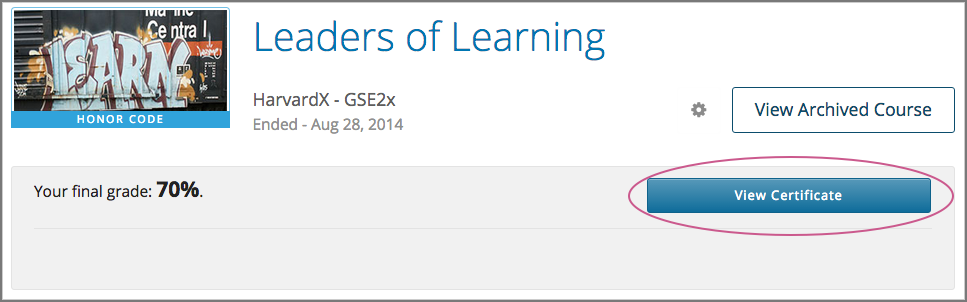 Ma-Inc
Central I
LEARN
HONOR CODE
Leaders of Learning
HarvardX - GSE2x
Ended - Aug 28, 2014
View Archived Course
Your final grade: 70%.
View Certificate